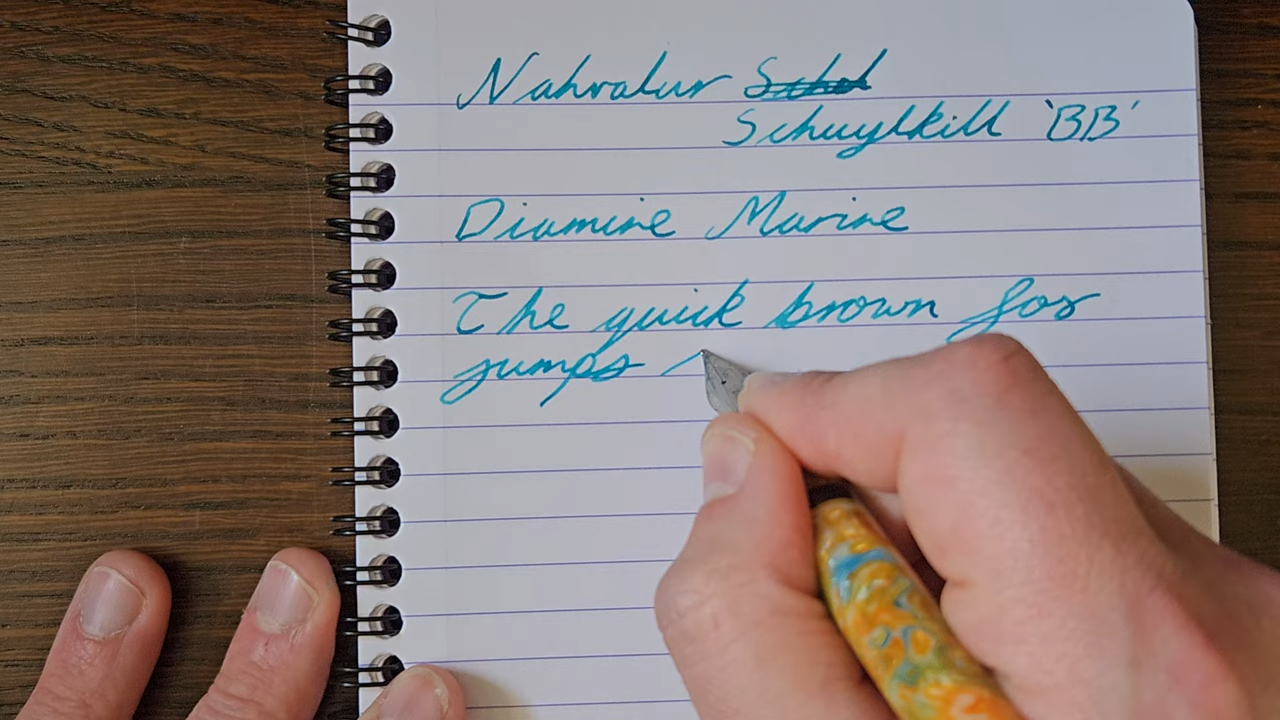 Nahvalur
Schuylkill 'BB'
Diamine Marine
The quick brown fox
jumps